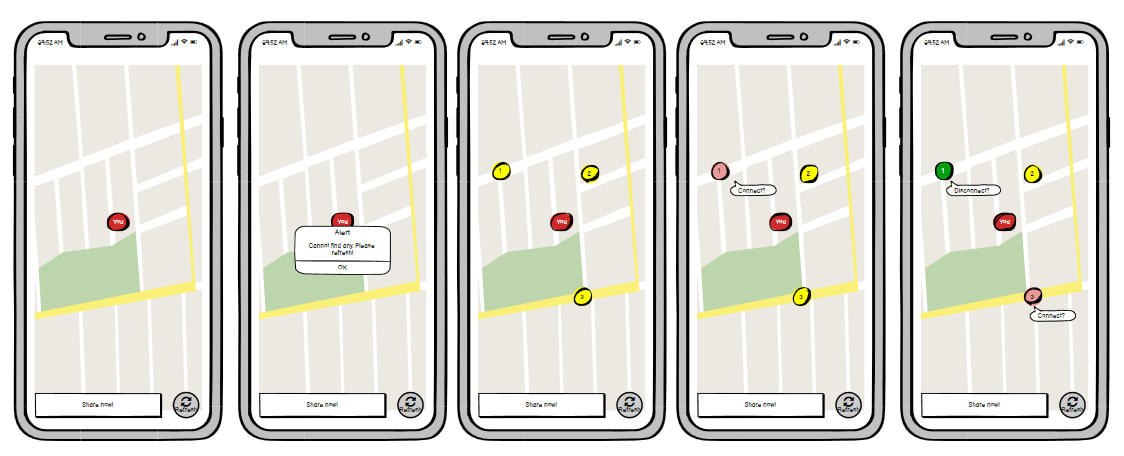 09:52 AM
You
Share now!
Refresh
09:52 AM
You
Alert
Cannot find any. Please
refresh!
OK
Share now!
Refresh
09:52 AM
1
2
You
3
Share now!
Refresh
09:52 AM
1
2
Connect?
You
3
Share now!
Refresh
09:52 AM
1
2
Disconnect?
You
3
Connect?
Share now!
Refresh